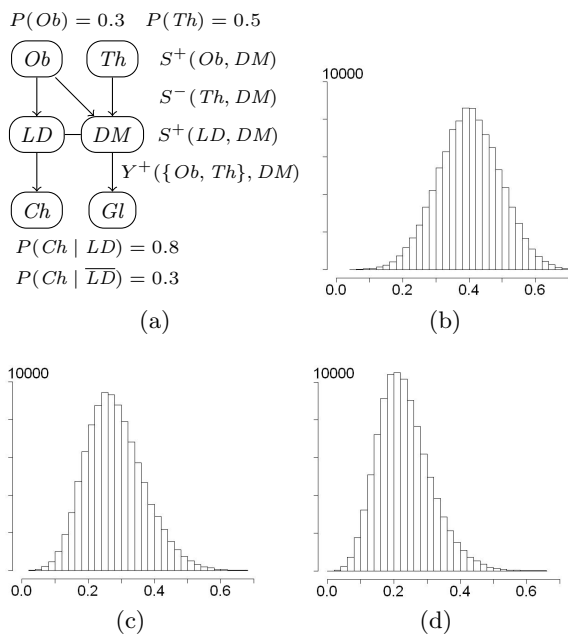 P(Ob) = 0.3 P(Th) = 0.5
Ob Th S⁺(Ob, DM)
S⁻(Th, DM)
LD DM S⁺(LD, DM)
Y⁺({Ob, Th}, DM)
Ch Gl
P(Ch | LD) = 0.8
P(Ch | L̅D̅) = 0.3
(a)
10000
0.0 0.2 0.4 0.6
(b)
10000
0.0 0.2 0.4 0.6
(c)
10000
0.0 0.2 0.4 0.6
(d)